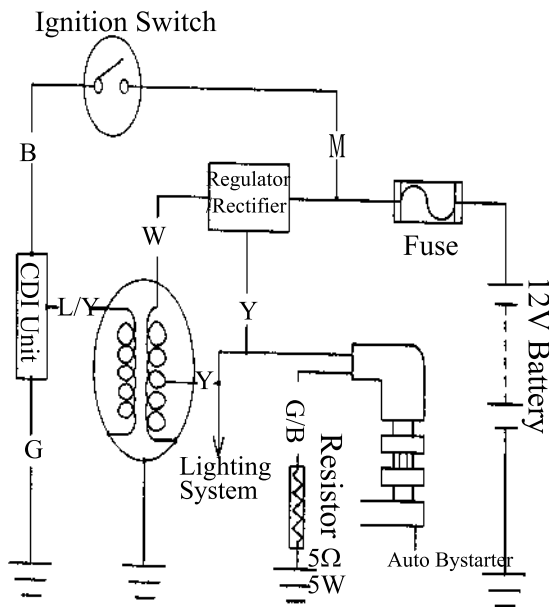 Ignition Switch
B
M
Regulator
/Rectifier
W
Fuse
CDI Unit
L/Y
Y
12V Battery
Y
G
G/B
Lighting
System
Resistor
5Ω
5W
Auto Bystarter